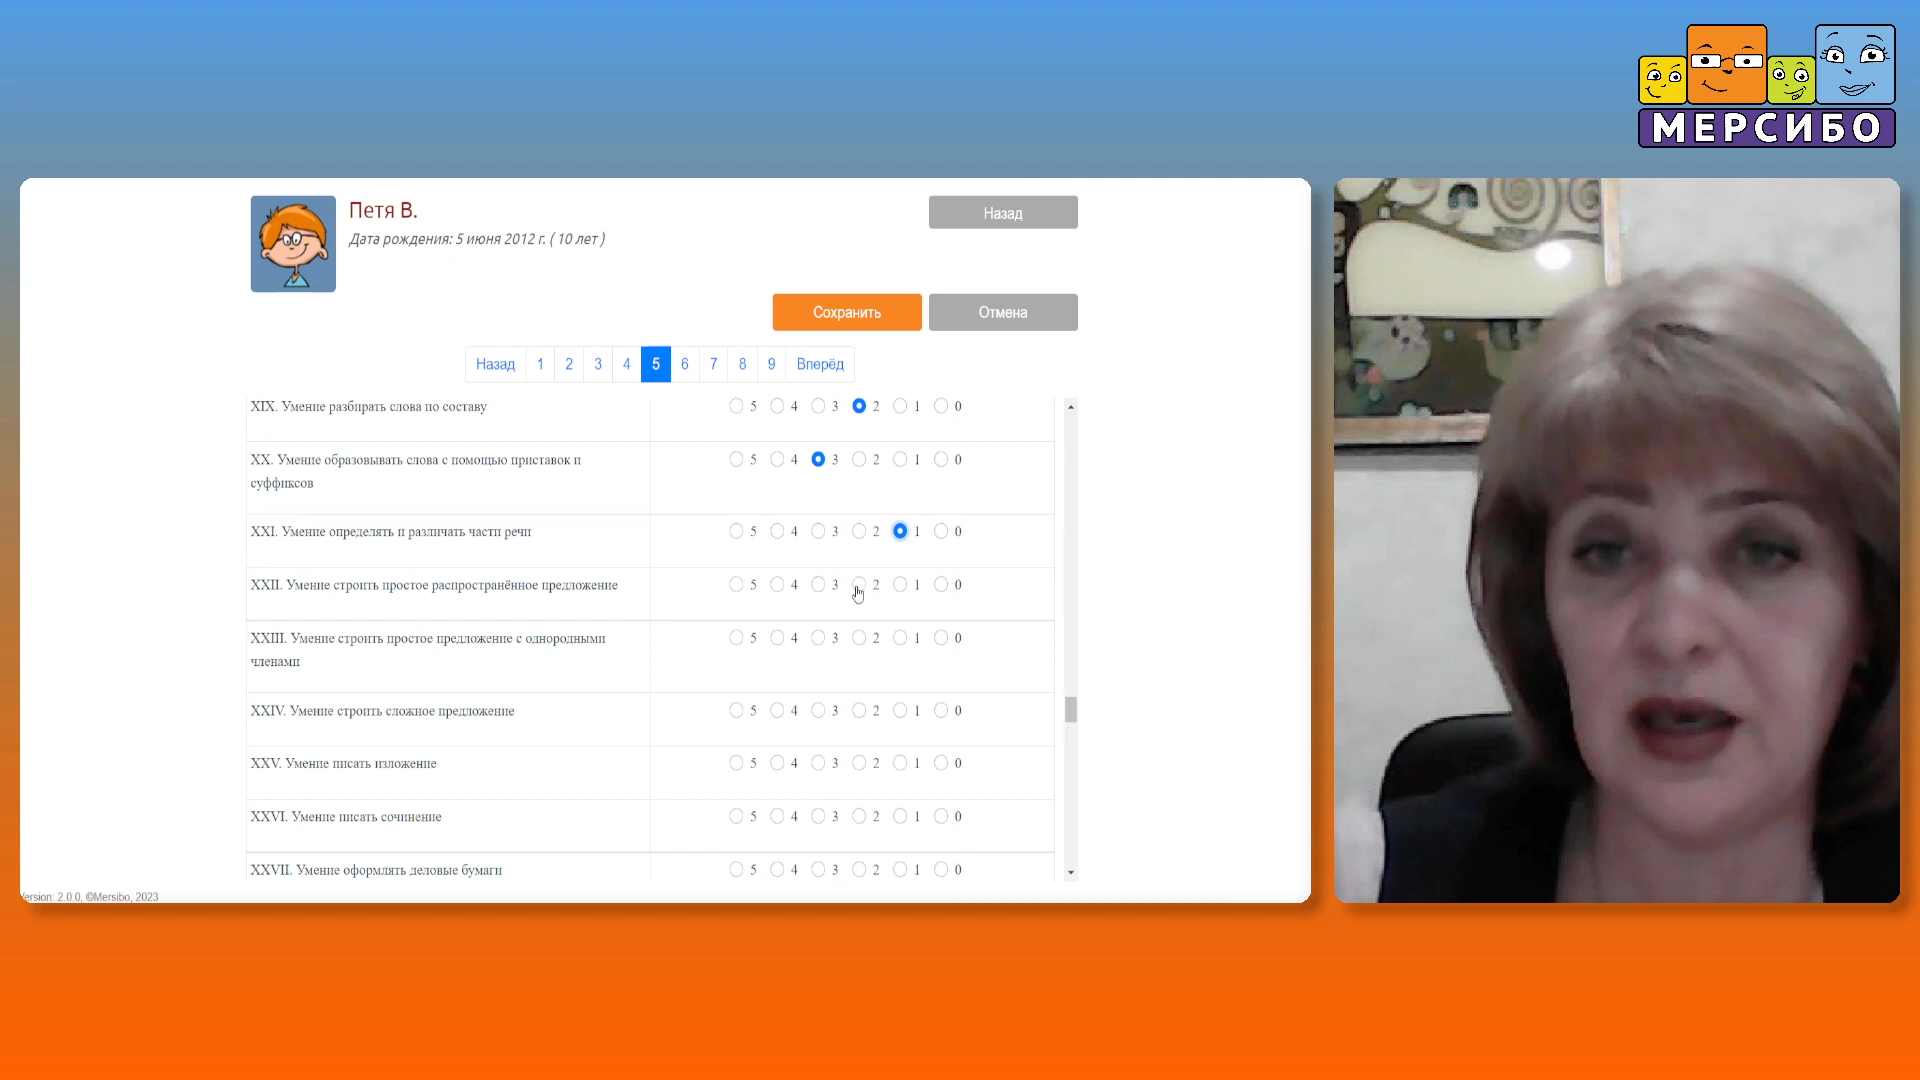 МЕРСИБО
Петя В.
Дата рождения: 5 июня 2012 г. ( 10 лет )
Назад
Сохранить
Отмена
Назад 1 2 3 4 5 6 7 8 9 Вперёд
XIX. Умение разбирать слова по составу 5 4 3 2 1 0
XX. Умение образовывать слова с помощью приставок и 5 4 3 2 1 0
суффиксов
XXI. Умение определять и различать части речи 5 4 3 2 1 0
XXII. Умение строить простое распространённое предложение 5 4 3 2 1 0
XXIII. Умение строить простое предложение с однородными 5 4 3 2 1 0
членами
XXIV. Умение строить сложное предложение 5 4 3 2 1 0
XXV. Умение писать изложение 5 4 3 2 1 0
XXVI. Умение писать сочинение 5 4 3 2 1 0
XXVII. Умение оформлять деловые бумаги 5 4 3 2 1 0
ersion: 2.0.0, ©Mersibo, 2023